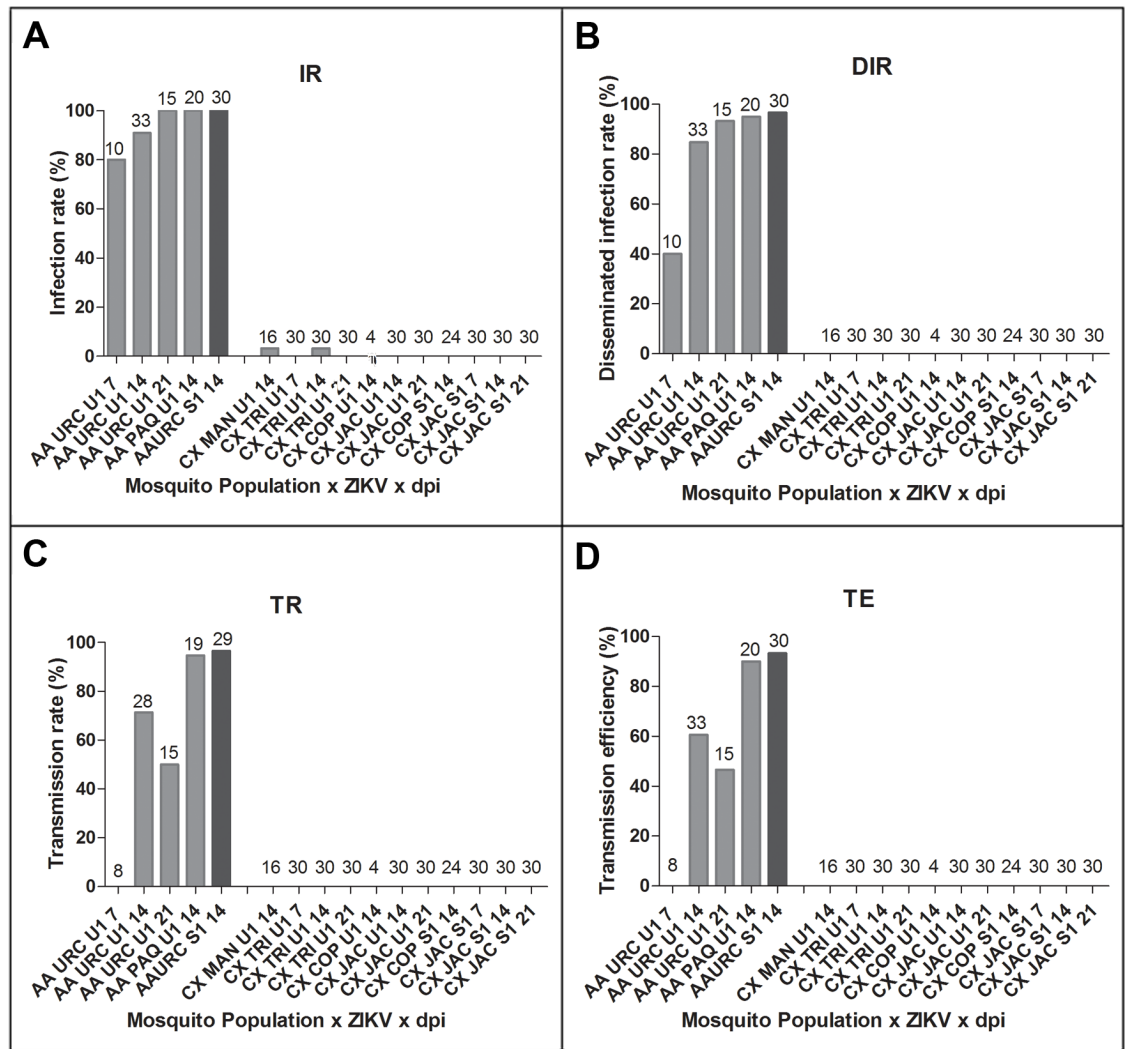 A
IR
Infection rate (%)
100
80
60
40
20
0
10 33 15 20 30 16 30 30 30 4 30 30 24 30 30 30
AA URC U1 7
AA URC U1 14
AA URC U1 21
AA PAQ U1 14
AAURC S1 14
CX MAN U1 14
CX TRI U1 7
CX TRI U1 14
CX TRI U1 21
CX COP U1 14
CX JAC U1 14
CX JAC U1 21
CX COP S1 14
CX JAC S1 7
CX JAC S1 14
CX JAC S1 21
Mosquito Population x ZIKV x dpi
B
DIR
Disseminated infection rate (%)
100
80
60
40
20
0
10 33 15 20 30 16 30 30 30 4 30 30 24 30 30 30
AA URC U1 7
AA URC U1 14
AA URC U1 21
AA PAQ U1 14
AAURC S1 14
CX MAN U1 14
CX TRI U1 7
CX TRI U1 14
CX TRI U1 21
CX COP U1 14
CX JAC U1 14
CX JAC U1 21
CX COP S1 14
CX JAC S1 7
CX JAC S1 14
CX JAC S1 21
Mosquito Population x ZIKV x dpi
C
TR
Transmission rate (%)
100
80
60
40
20
0
8 28 15 19 29 16 30 30 30 4 30 30 24 30 30 30
AA URC U1 7
AA URC U1 14
AA URC U1 21
AA PAQ U1 14
AAURC S1 14
CX MAN U1 14
CX TRI U1 7
CX TRI U1 14
CX TRI U1 21
CX COP U1 14
CX JAC U1 14
CX JAC U1 21
CX COP S1 14
CX JAC S1 7
CX JAC S1 14
CX JAC S1 21
Mosquito Population x ZIKV x dpi
D
TE
Transmission efficiency (%)
100
80
60
40
20
0
8 33 15 20 30 16 30 30 30 4 30 30 24 30 30 30
AA URC U1 7
AA URC U1 14
AA URC U1 21
AA PAQ U1 14
AAURC S1 14
CX MAN U1 14
CX TRI U1 7
CX TRI U1 14
CX TRI U1 21
CX COP U1 14
CX JAC U1 14
CX JAC U1 21
CX COP S1 14
CX JAC S1 7
CX JAC S1 14
CX JAC S1 21
Mosquito Population x ZIKV x dpi